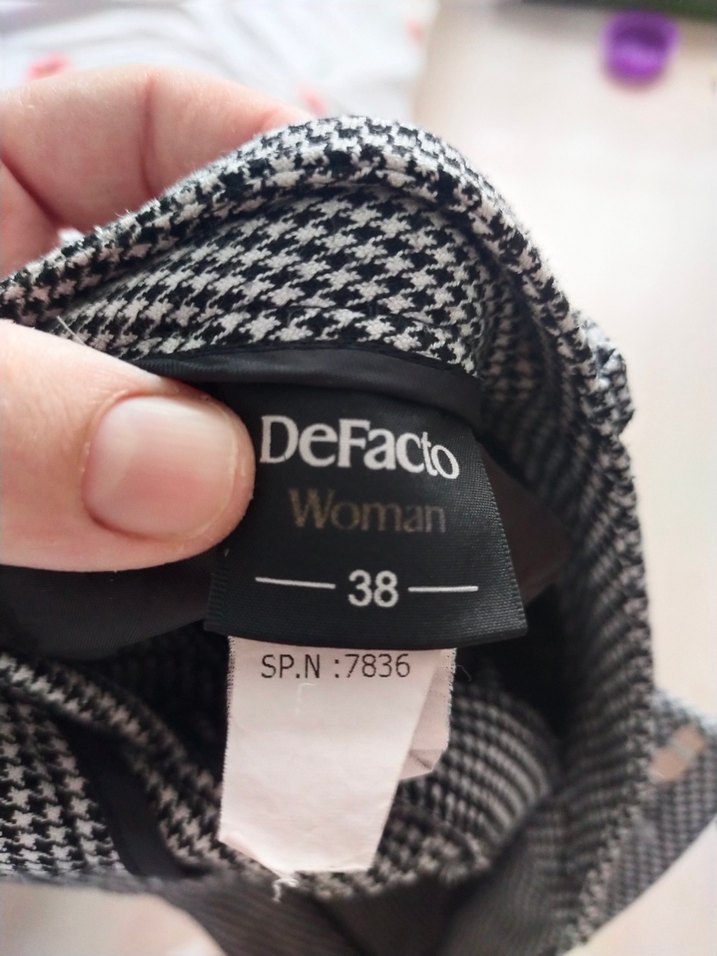 DeFacto
Woman
38
SP.N :7836